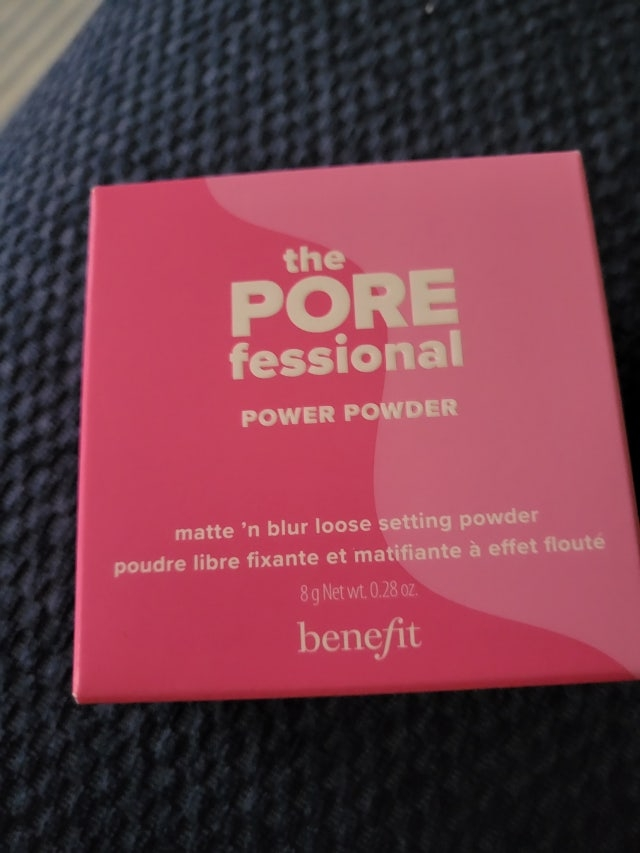 the
PORE
fessional
POWER POWDER
matte ’n blur loose setting powder
poudre libre fixante et matifiante à effet flouté
8 g Net wt. 0.28 oz.
benefit